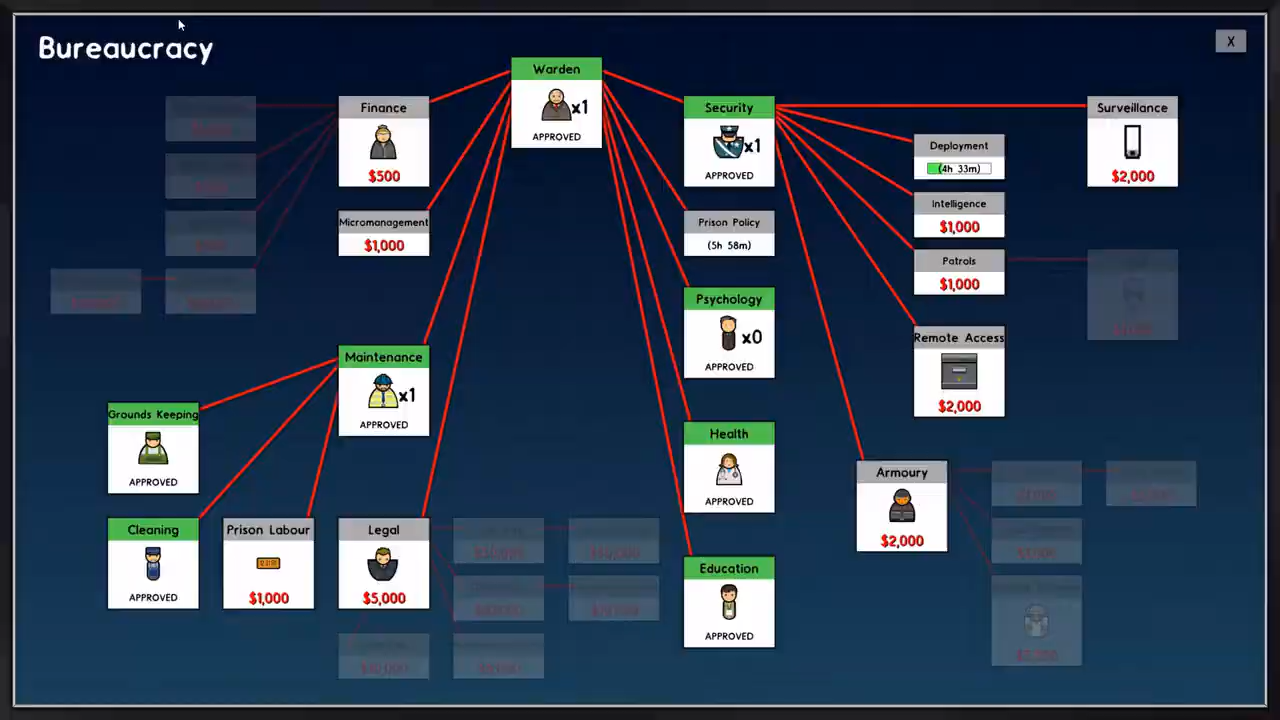 Bureaucracy
X
Warden
x1
APPROVED
Finance
$500
Security
x1
APPROVED
Surveillance
$2,000
Deployment
(4h 33m)
Micromanagement
$1,000
Prison Policy
(5h 58m)
Intelligence
$1,000
Patrols
$1,000
Psychology
x0
APPROVED
Remote Access
$2,000
Maintenance
x1
APPROVED
Grounds Keeping
APPROVED
Health
APPROVED
Armoury
$2,000
Cleaning
APPROVED
Prison Labour
$1,000
Legal
$5,000
Education
APPROVED